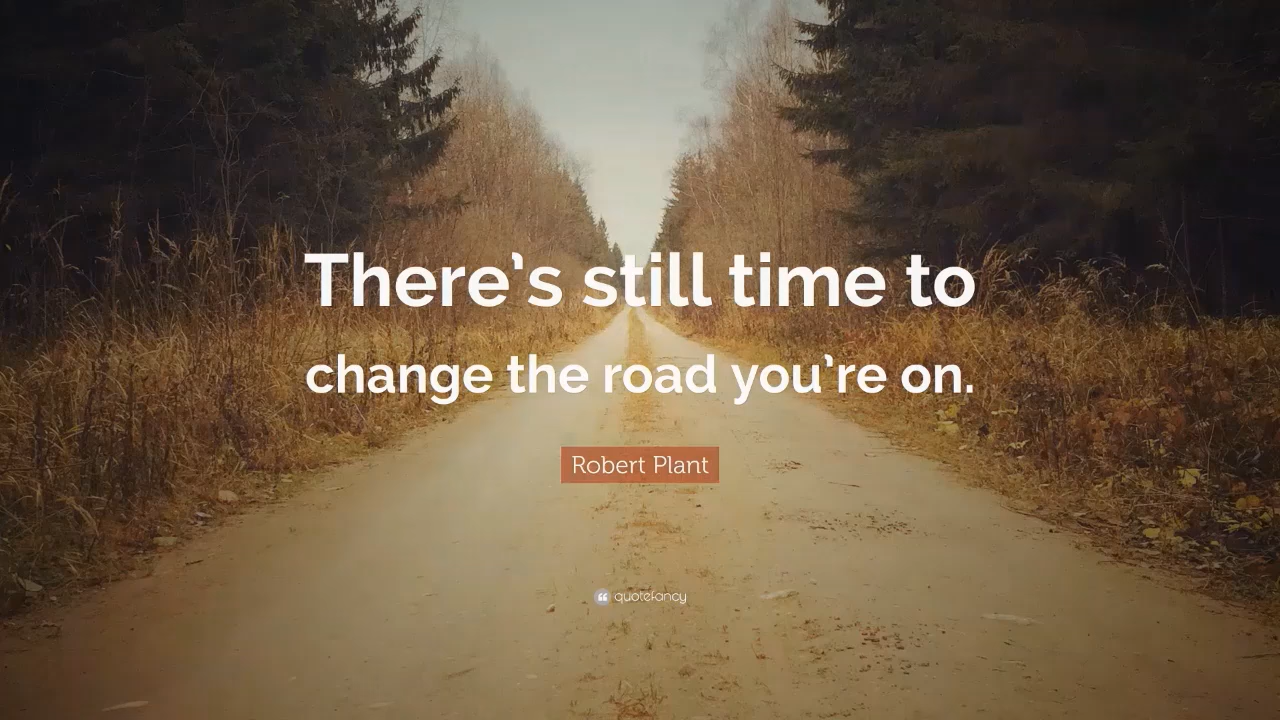 There’s still time to
change the road you’re on.
Robert Plant
quotefancy